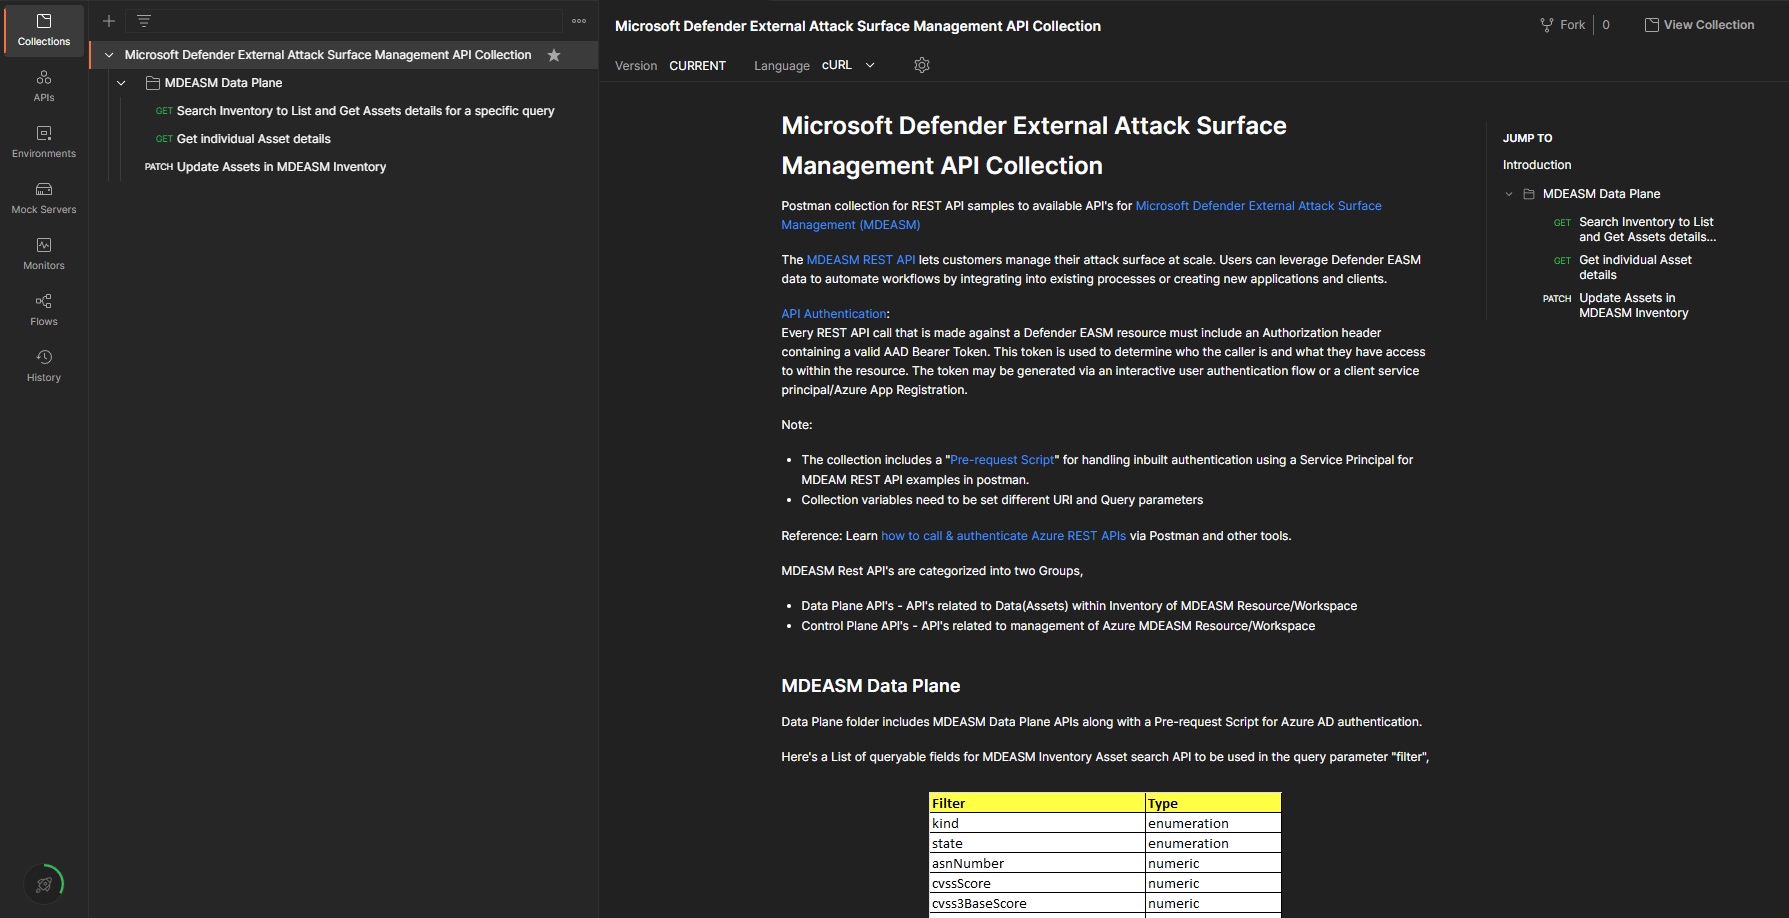 Collections
APIs
Environments
Mock Servers
Monitors
Flows
History
Microsoft Defender External Attack Surface Management API Collection
MDEASM Data Plane
GET Search Inventory to List and Get Assets details for a specific query
GET Get individual Asset details
PATCH Update Assets in MDEASM Inventory
Microsoft Defender External Attack Surface Management API Collection
Fork 0 View Collection
Version CURRENT Language cURL
Microsoft Defender External Attack Surface
Management API Collection
Postman collection for REST API samples to available API's for Microsoft Defender External Attack Surface
Management (MDEASM)
The MDEASM REST API lets customers manage their attack surface at scale. Users can leverage Defender EASM
data to automate workflows by integrating into existing processes or creating new applications and clients.
API Authentication:
Every REST API call that is made against a Defender EASM resource must include an Authorization header
containing a valid AAD Bearer Token. This token is used to determine who the caller is and what they have access
to within the resource. The token may be generated via an interactive user authentication flow or a client service
principal/Azure App Registration.
Note:
• The collection includes a "Pre-request Script" for handling inbuilt authentication using a Service Principal for
MDEAM REST API examples in postman.
• Collection variables need to be set different URI and Query parameters
Reference: Learn how to call & authenticate Azure REST APIs via Postman and other tools.
MDEASM Rest API's are categorized into two Groups,
• Data Plane API's - API's related to Data(Assets) within Inventory of MDEASM Resource/Workspace
• Control Plane API's - API's related to management of Azure MDEASM Resource/Workspace
MDEASM Data Plane
Data Plane folder includes MDEASM Data Plane APIs along with a Pre-request Script for Azure AD authentication.
Here's a List of queryable fields for MDEASM Inventory Asset search API to be used in the query parameter "filter",
Filter Type
kind enumeration
state enumeration
asnNumber numeric
cvssScore numeric
cvss3BaseScore numeric
JUMP TO
Introduction
MDEASM Data Plane
GET Search Inventory to List
and Get Assets details...
GET Get individual Asset
details
PATCH Update Assets in
MDEASM Inventory